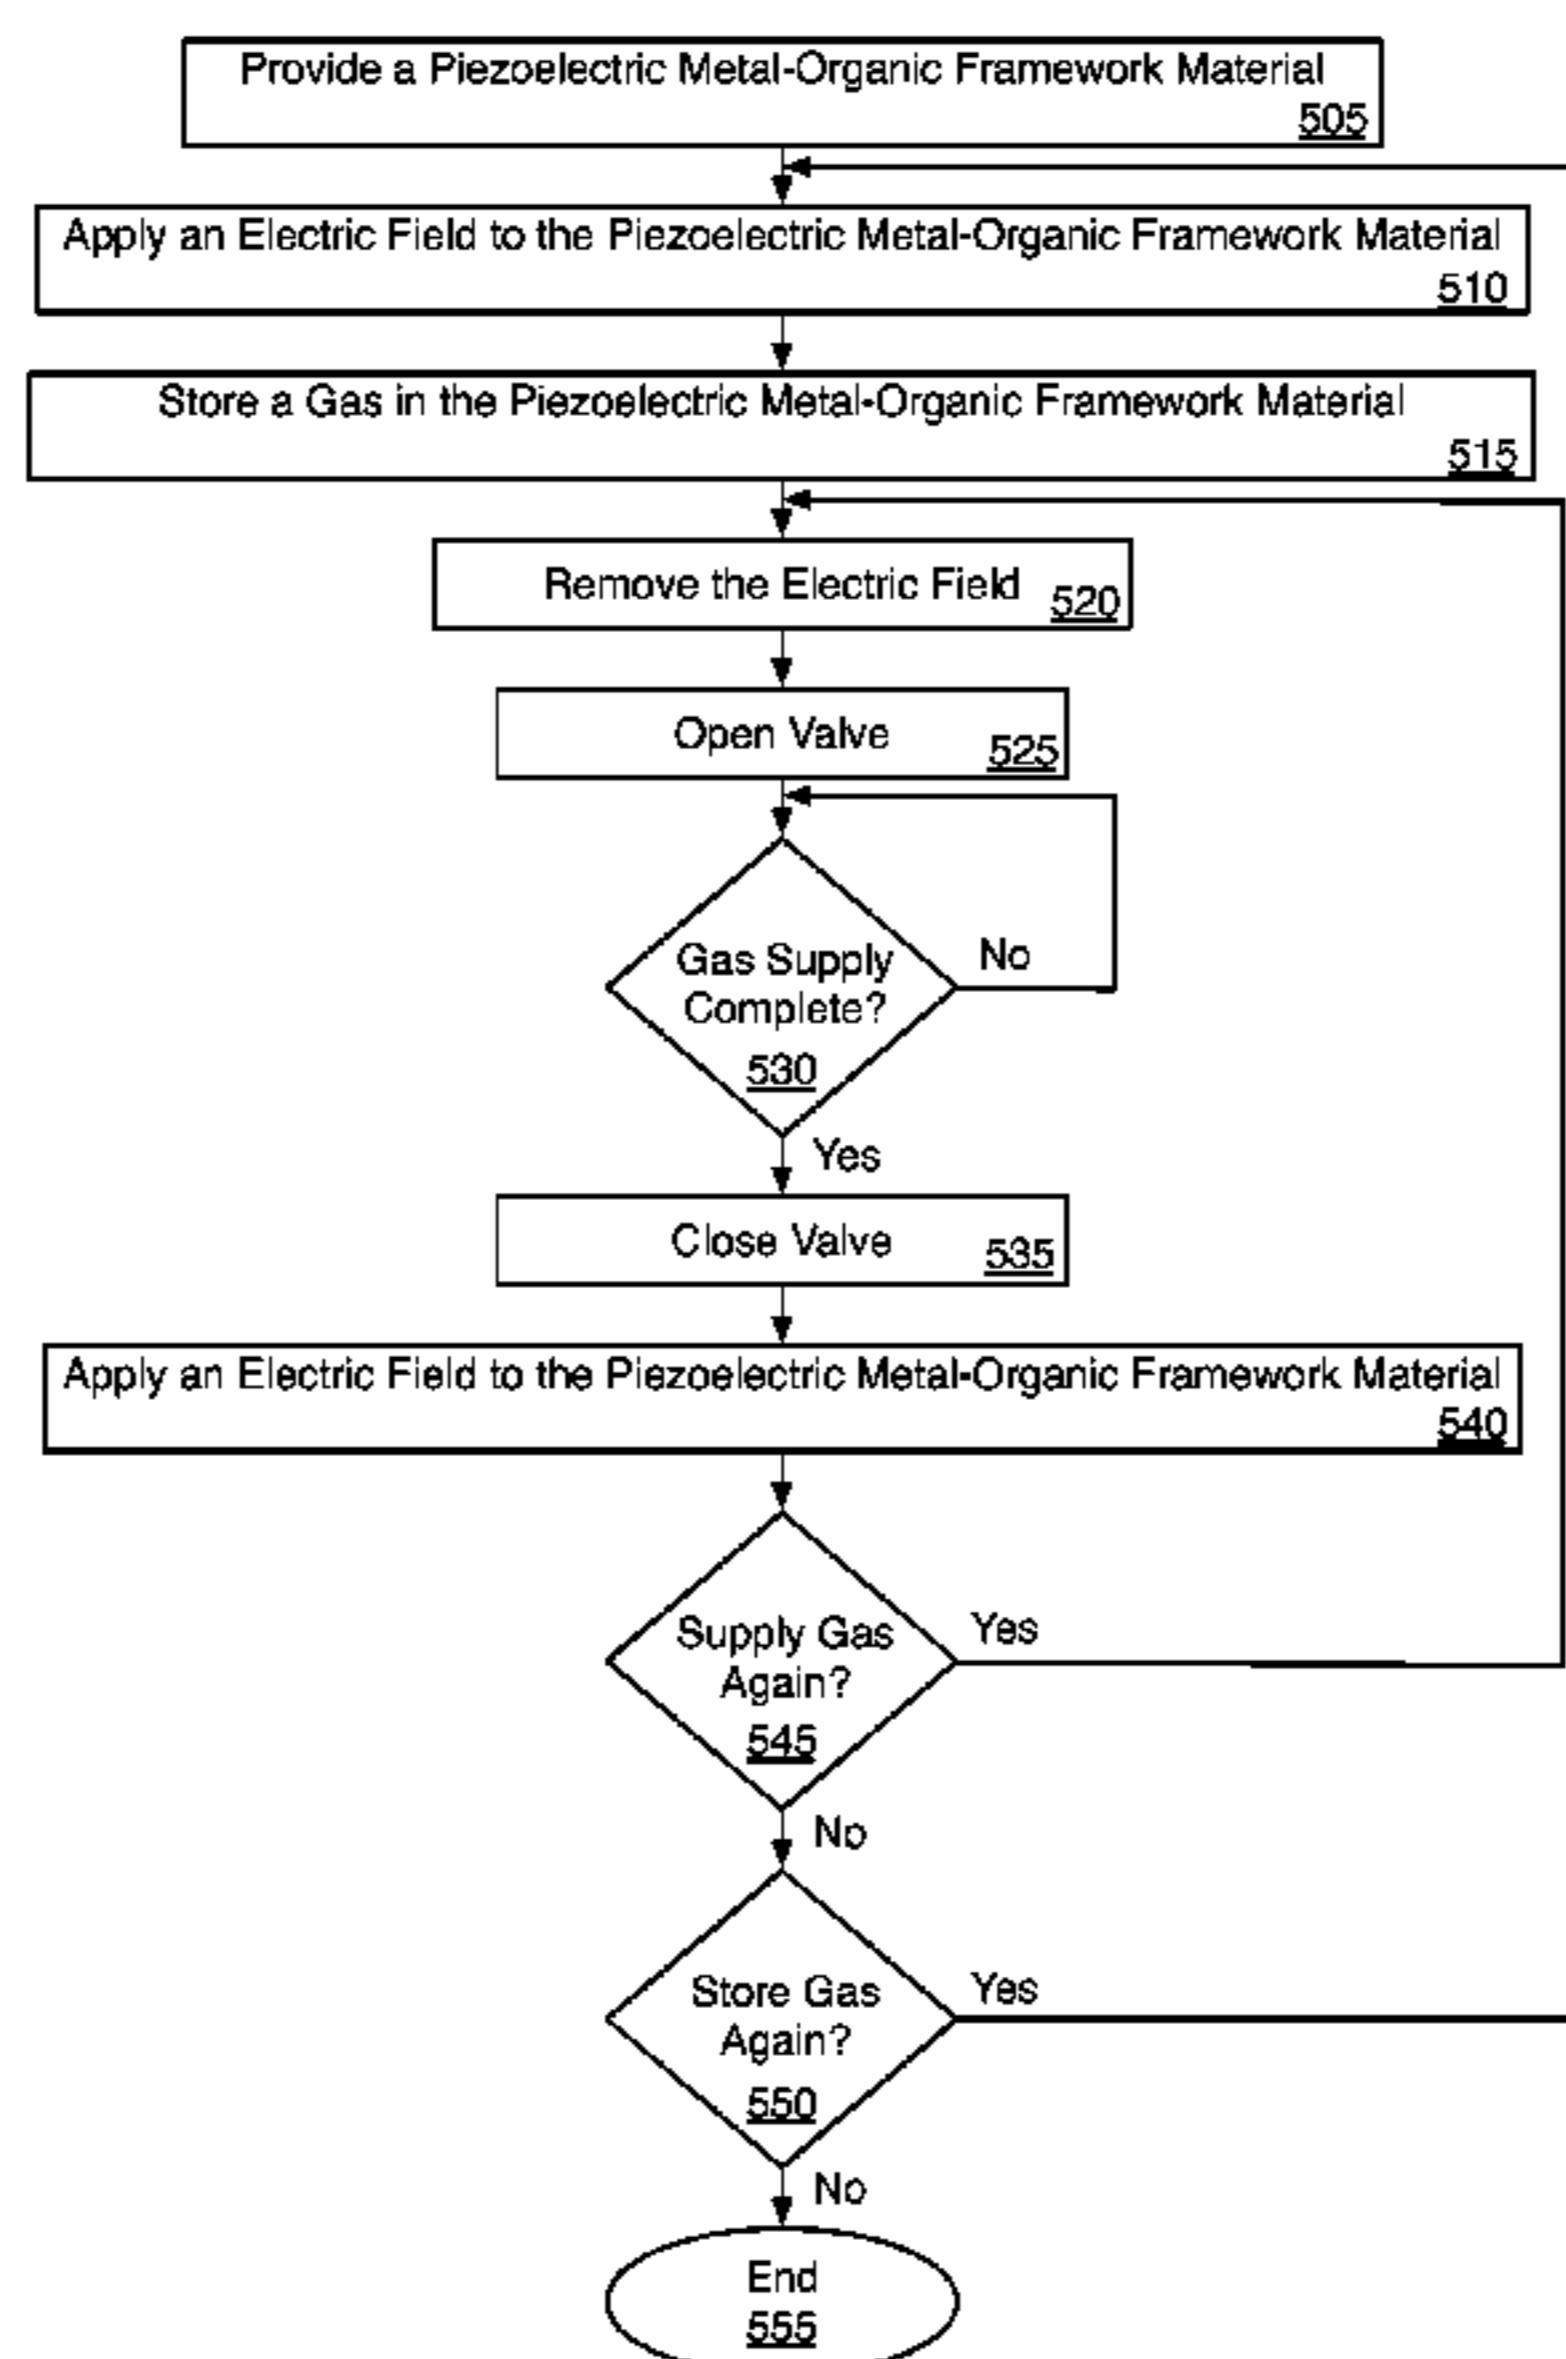 Provide a Piezoelectric Metal-Organic Framework Material
505
Apply an Electric Field to the Piezoelectric Metal-Organic Framework Material
510
Store a Gas in the Piezoelectric Metal-Organic Framework Material
515
Remove the Electric Field 520
Open Valve 525
Gas Supply
Complete?
530
No
Yes
Close Valve 535
Apply an Electric Field to the Piezoelectric Metal-Organic Framework Material
540
Supply Gas
Again?
545
Yes
No
Store Gas
Again?
550
Yes
No
End
555